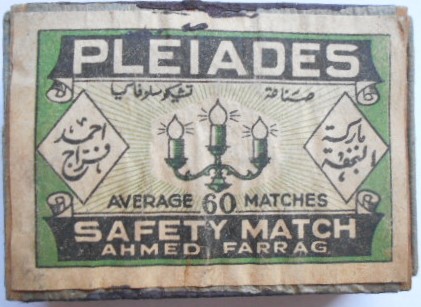 PLEIADES
صناعة تشيكوسلوفاكيا
احمد فراج
ماركة النجفة
AVERAGE 60 MATCHES
SAFETY MATCH
AHMED FARRAG